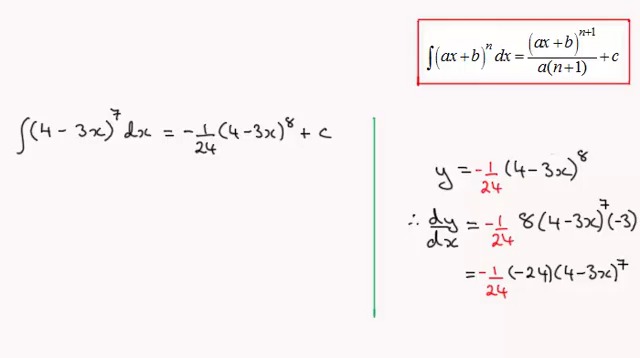 ∫(ax+b)ⁿ dx = (ax+b)ⁿ⁺¹ / a(n+1) + c
∫(4 - 3x)⁷ dx = -1/24 (4 - 3x)⁸ + c
y = -1/24 (4 - 3x)⁸
∴ dy/dx = -1/24 8(4 - 3x)⁷(-3)
= -1/24 (-24)(4 - 3x)⁷